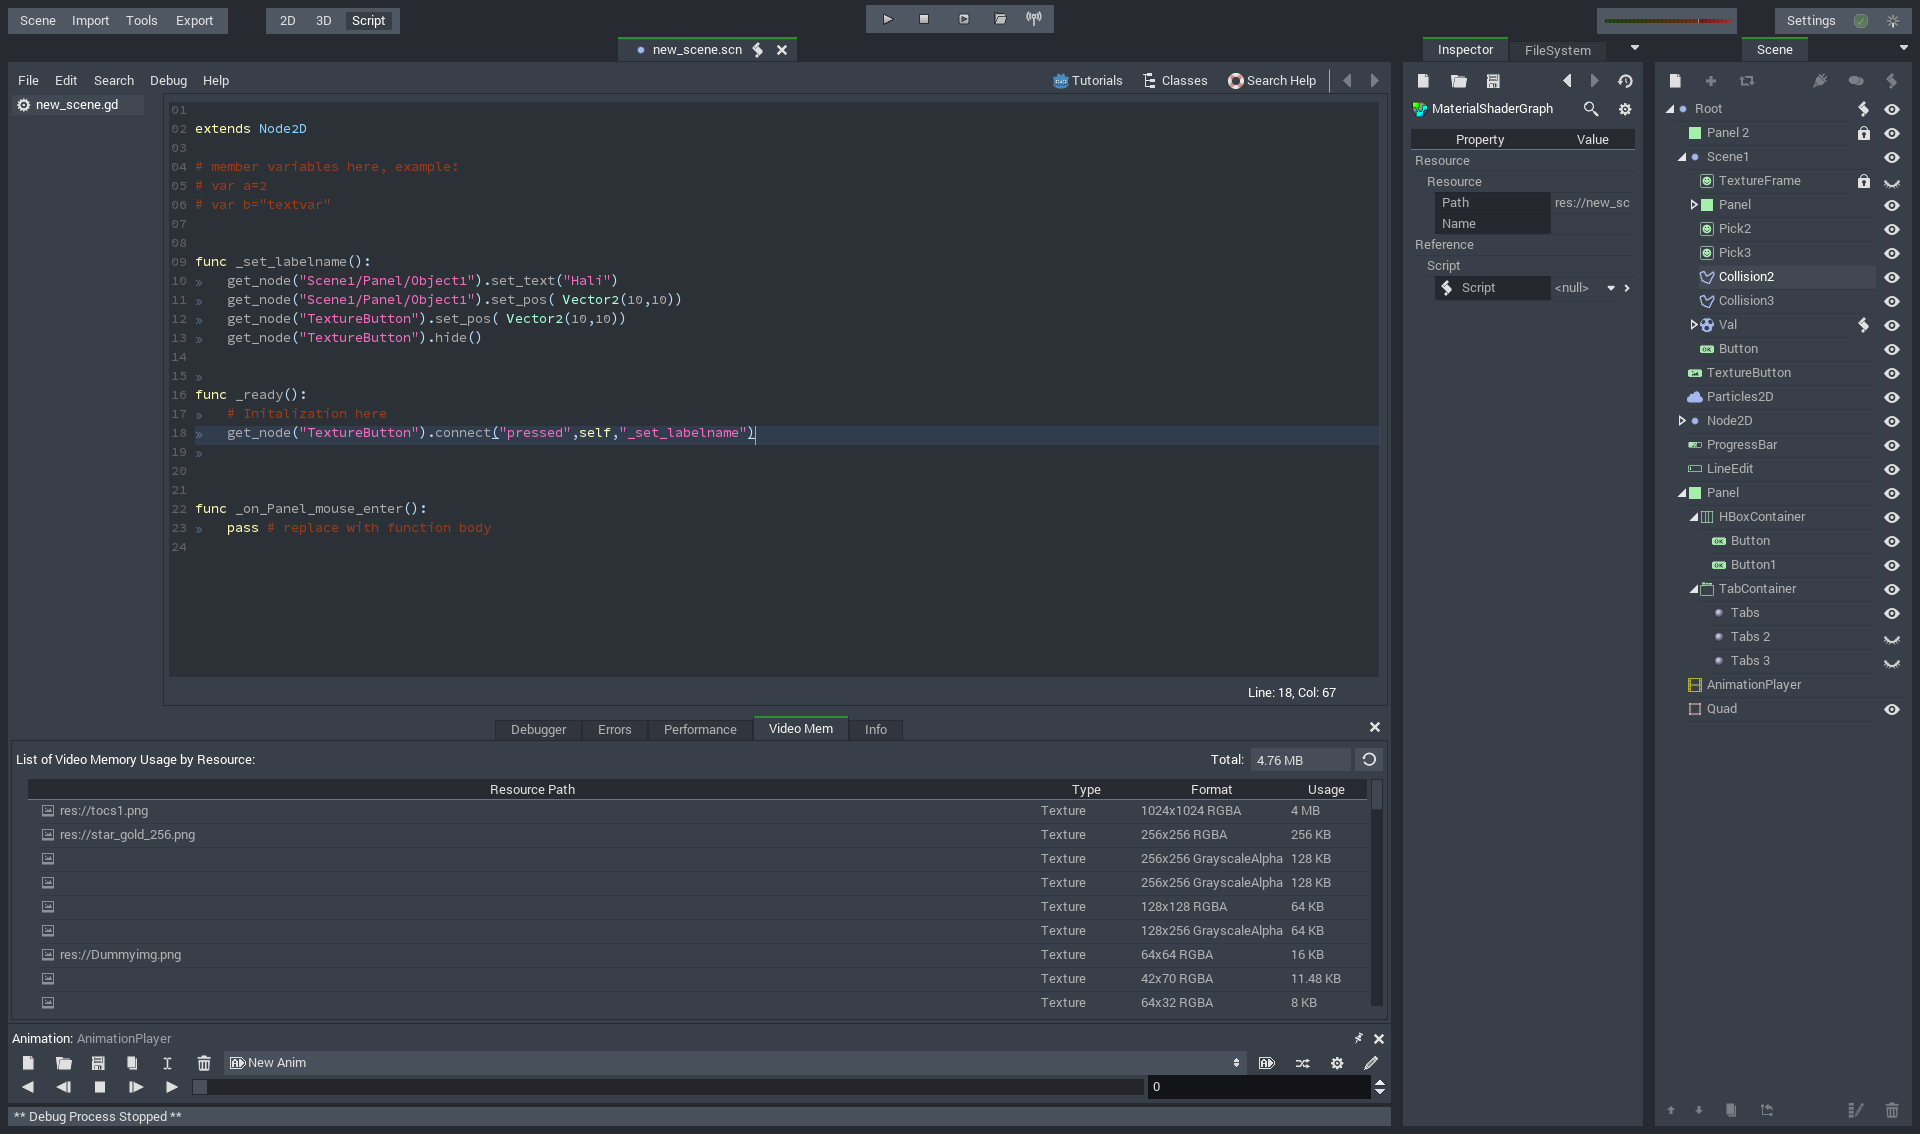 Scene Import Tools Export 2D 3D Script Settings
new_scene.scn Inspector FileSystem Scene
File Edit Search Debug Help Tutorials Classes Search Help
new_scene.gd
01
02 extends Node2D
03
04 # member variables here, example:
05 # var a=2
06 # var b="textvar"
07
08
09 func _set_labelname():
10 » get_node("Scene1/Panel/Object1").set_text("Hali")
11 » get_node("Scene1/Panel/Object1").set_pos( Vector2(10,10))
12 » get_node("TextureButton").set_pos( Vector2(10,10))
13 » get_node("TextureButton").hide()
14
15 »
16 func _ready():
17 » # Initalization here
18 » get_node("TextureButton").connect("pressed",self,"_set_labelname")
19 »
20
21
22 func _on_Panel_mouse_enter():
23 » pass # replace with function body
24
Line: 18, Col: 67
Debugger Errors Performance Video Mem Info
List of Video Memory Usage by Resource: Total: 4.76 MB
Resource Path Type Format Usage
res://tocs1.png Texture 1024x1024 RGBA 4 MB
res://star_gold_256.png Texture 256x256 RGBA 256 KB
Texture 256x256 GrayscaleAlpha 128 KB
Texture 256x256 GrayscaleAlpha 128 KB
Texture 128x128 RGBA 64 KB
Texture 128x256 GrayscaleAlpha 64 KB
res://Dummyimg.png Texture 64x64 RGBA 16 KB
Texture 42x70 RGBA 11.48 KB
Texture 64x32 RGBA 8 KB
Animation: AnimationPlayer
New Anim
0
** Debug Process Stopped **
MaterialShaderGraph
Property Value
Resource
Resource
Path res://new_sc
Name
Reference
Script
Script <null>
Root
Panel 2
Scene1
TextureFrame
Panel
Pick2
Pick3
Collision2
Collision3
Val
OK Button
TextureButton
Particles2D
Node2D
ProgressBar
LineEdit
Panel
HBoxContainer
OK Button
OK Button1
TabContainer
Tabs
Tabs 2
Tabs 3
AnimationPlayer
Quad